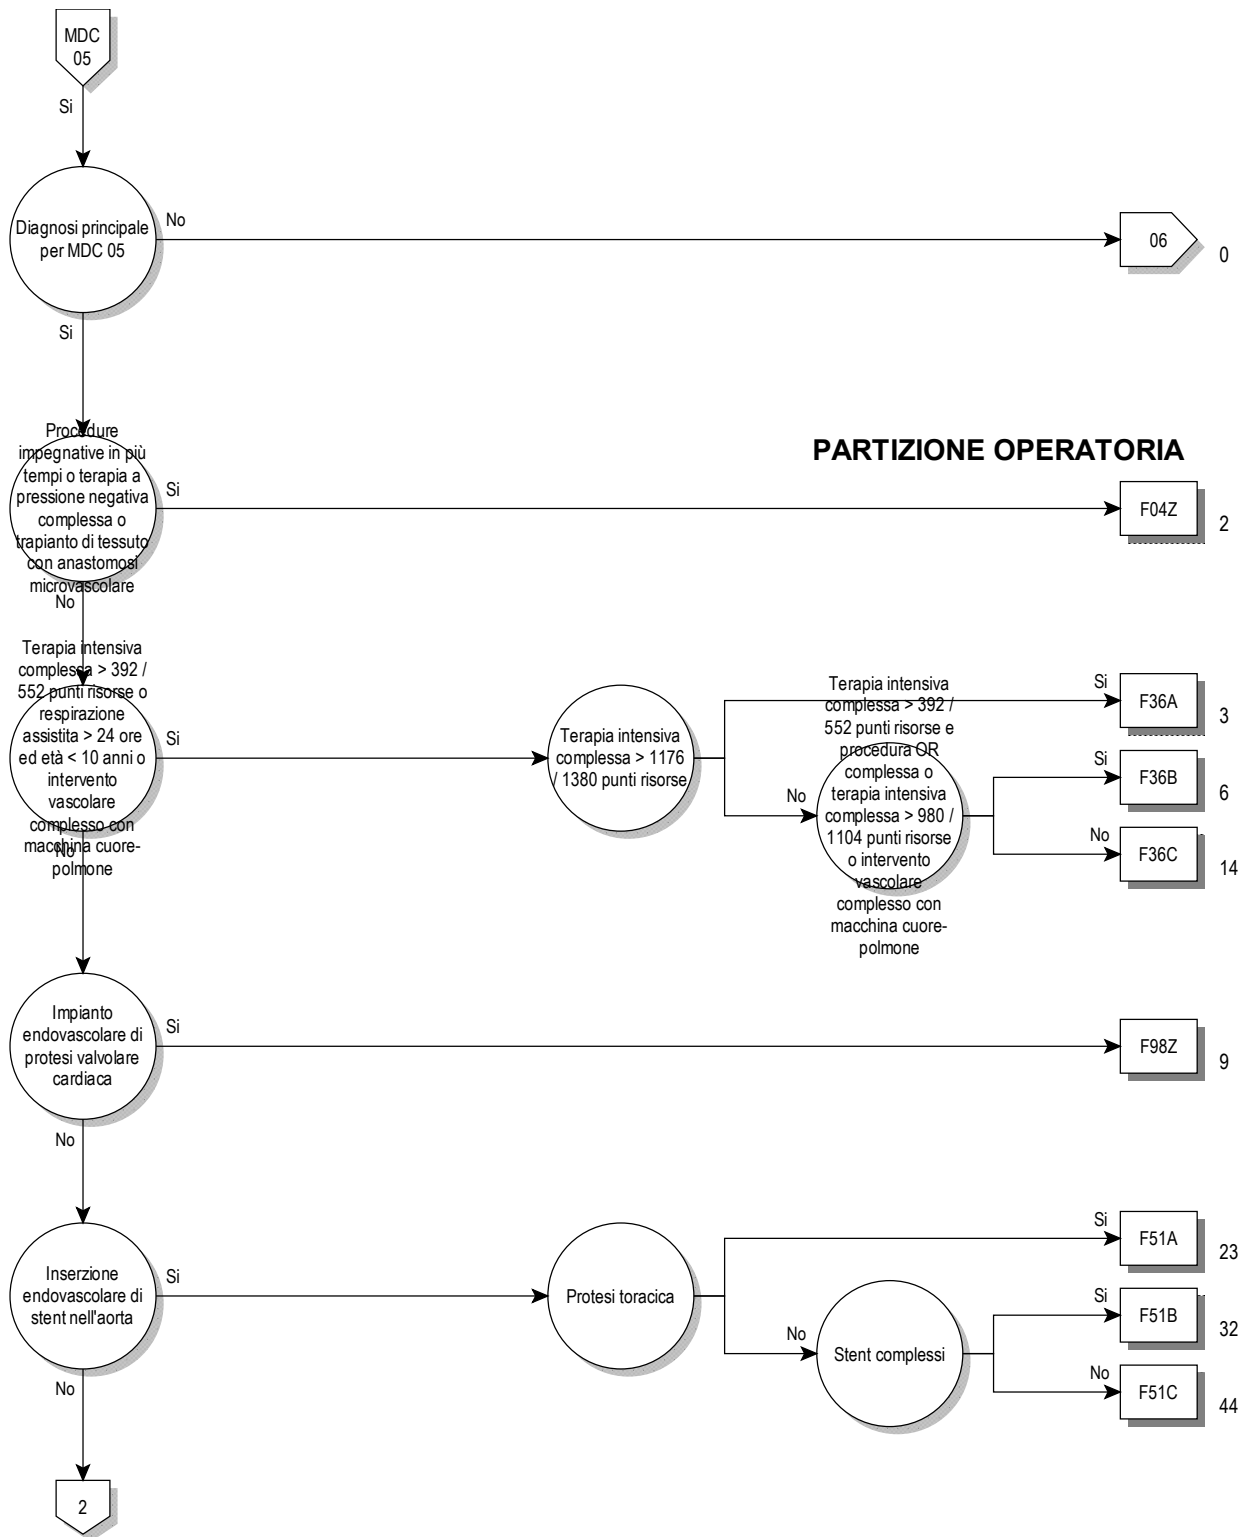 MDC
05
Si
Diagnosi principale
per MDC 05
No
06
0
Si
PARTIZIONE OPERATORIA
Procedure
impegnative in più
tempi o terapia a
pressione negativa
complessa o
trapianto di tessuto
con anastomosi
microvascolare
Si
F04Z
2
No
Terapia intensiva
complessa > 392 /
552 punti risorse o
respirazione
assistita > 24 ore
ed età < 10 anni o
intervento
vascolare
complesso con
macchina cuore-
polmone
Si
Terapia intensiva
complessa > 1176
/ 1380 punti risorse
Si
F36A
3
No
Terapia intensiva
complessa > 392 /
552 punti risorse e
procedura OR
complessa o
terapia intensiva
complessa > 980 /
1104 punti risorse
o intervento
vascolare
complesso con
macchina cuore-
polmone
Si
F36B
6
No
F36C
14
No
Impianto
endovascolare di
protesi valvolare
cardiaca
Si
F98Z
9
No
Inserzione
endovascolare di
stent nell'aorta
Si
Protesi toracica
Si
F51A
23
No
Stent complessi
Si
F51B
32
No
F51C
44
No
2